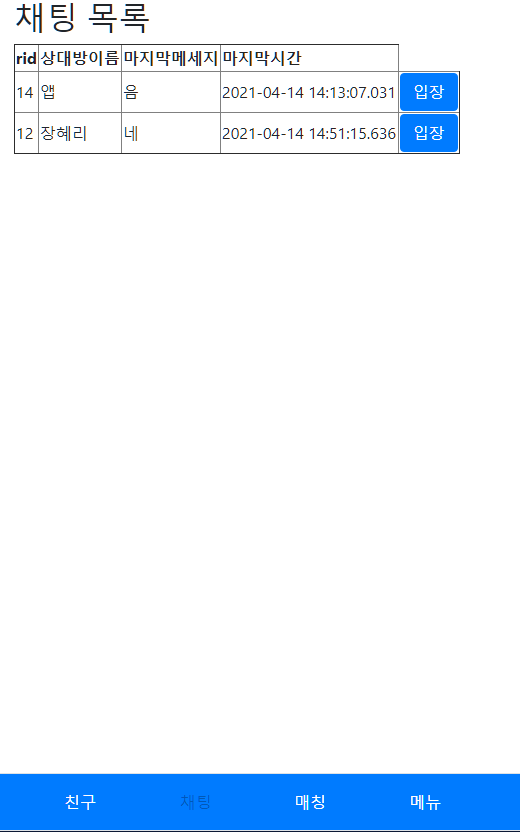 채팅 목록
rid 상대방이름 마지막메세지 마지막시간
14 앱 음 2021-04-14 14:13:07.031 입장
12 장혜리 네 2021-04-14 14:51:15.636 입장
친구 채팅 매칭 메뉴